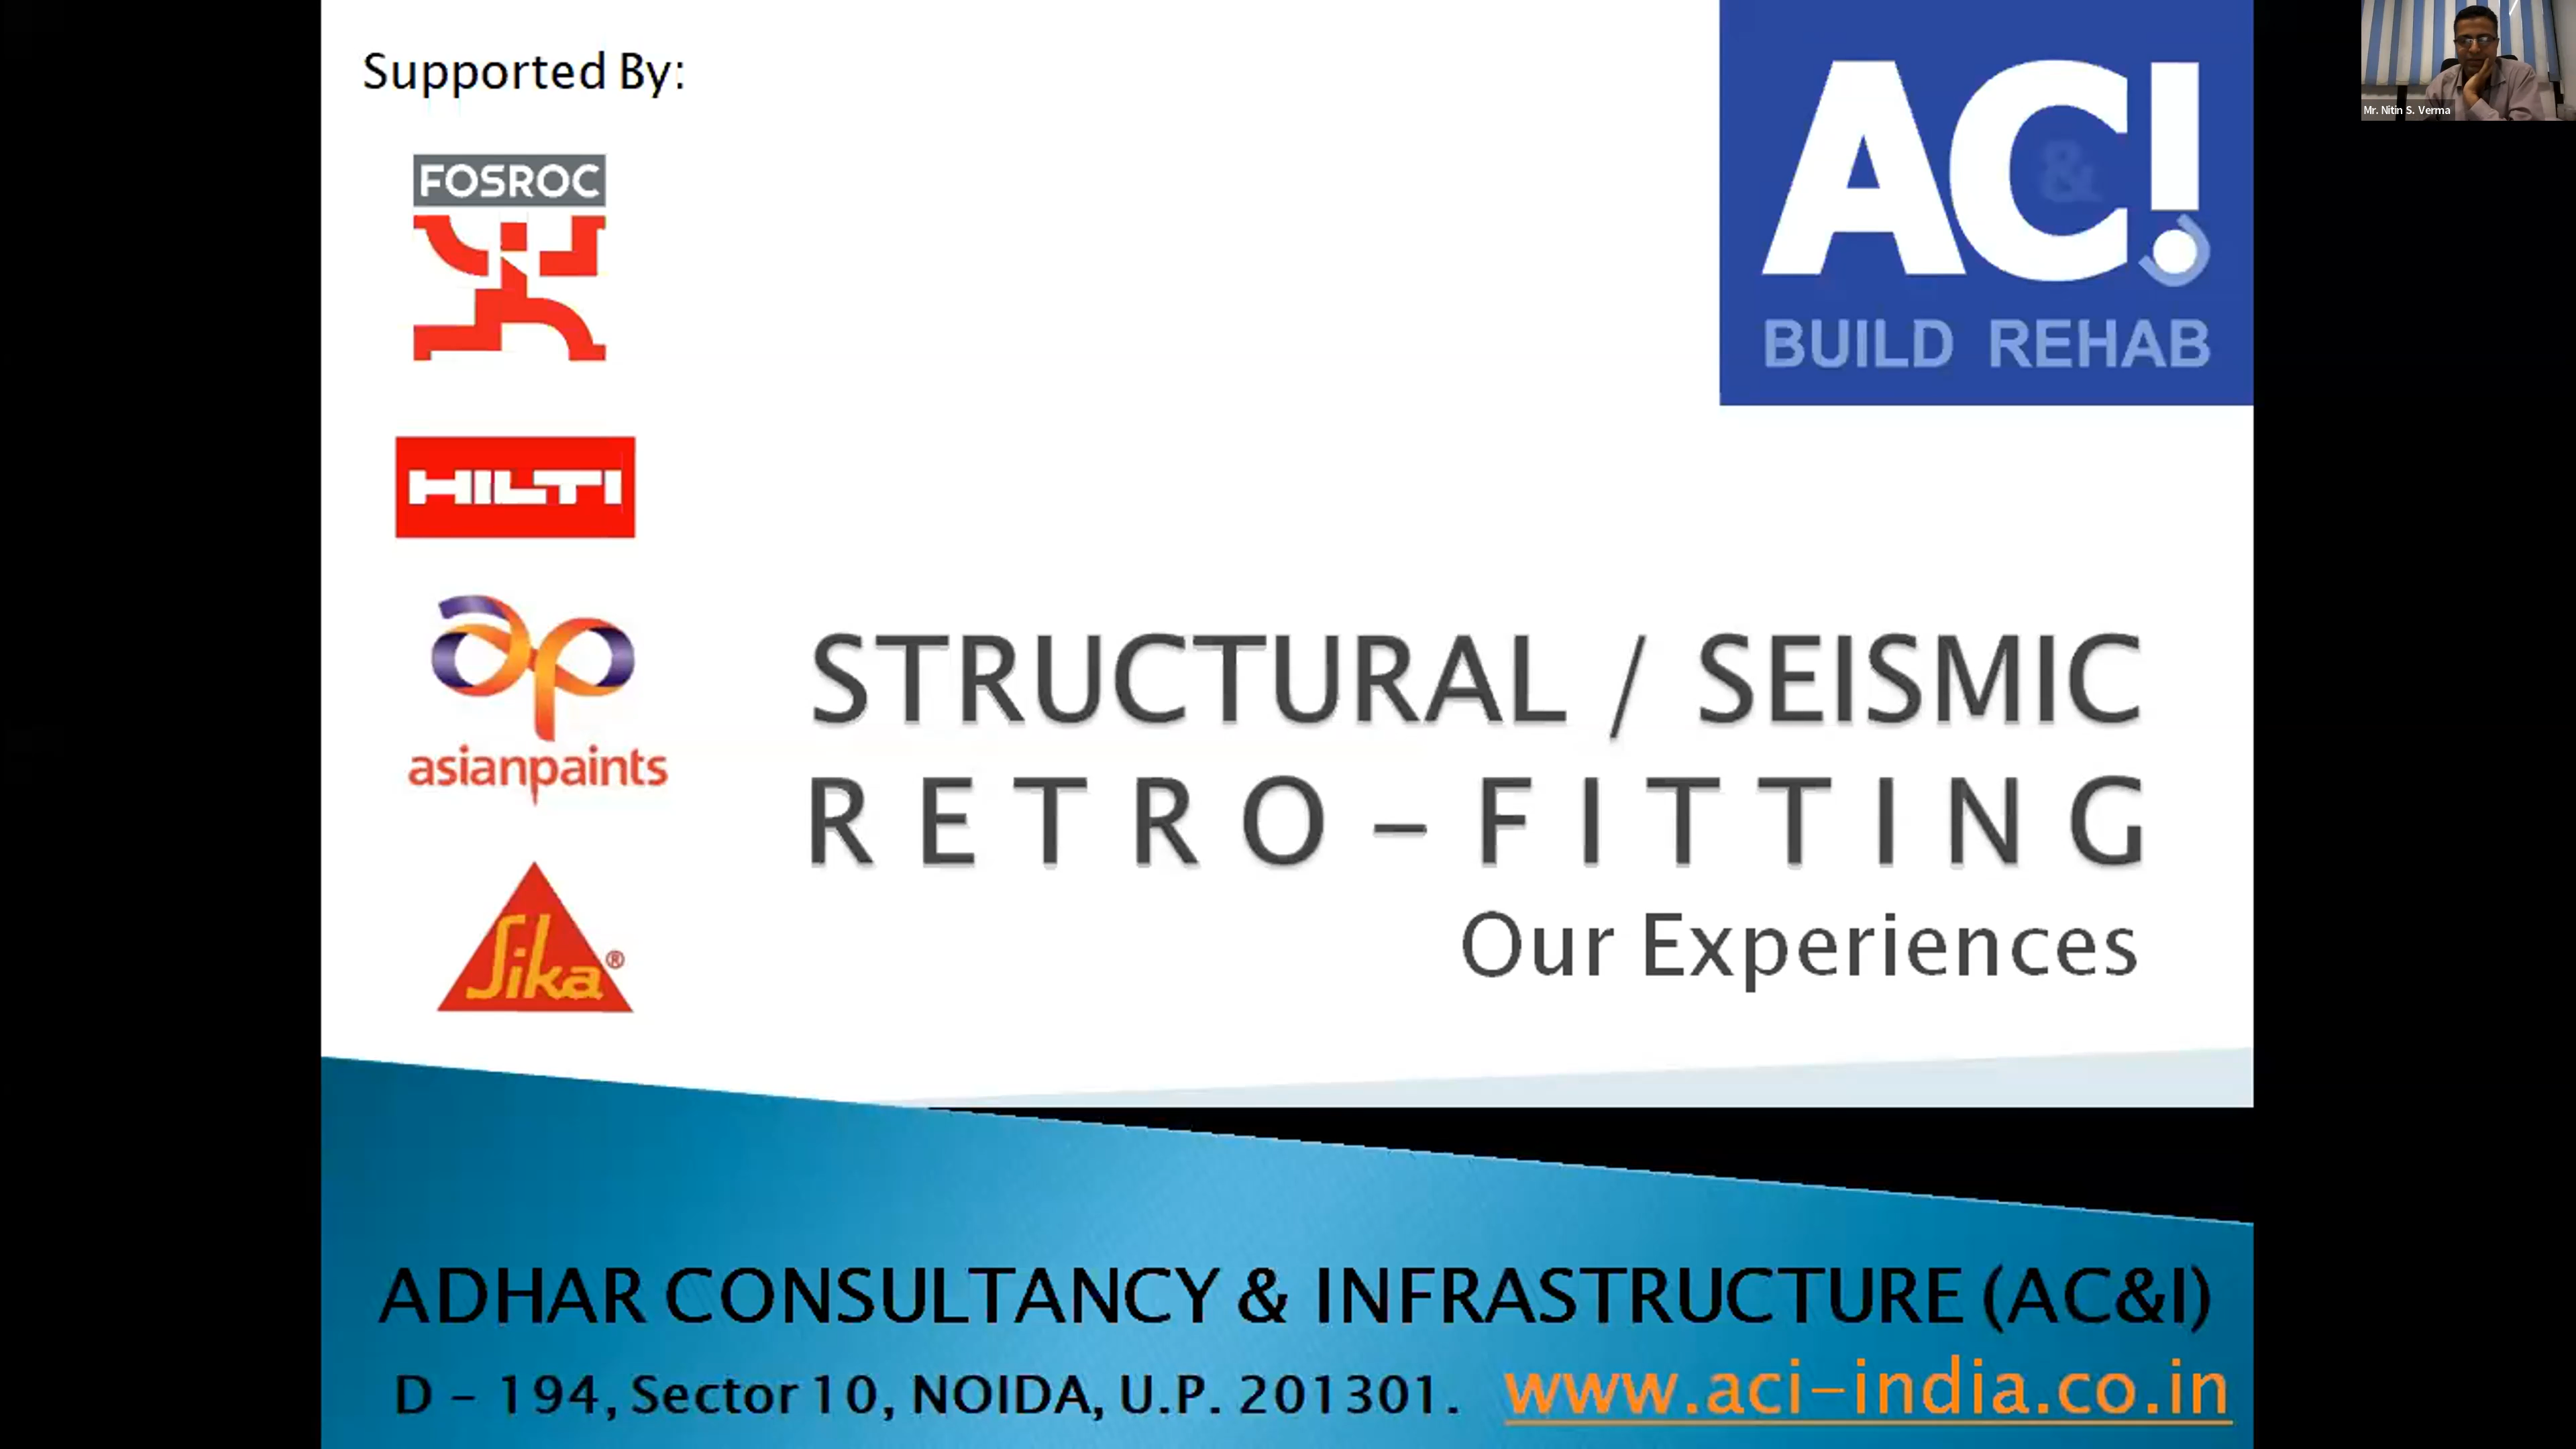 Supported By:
FOSROC
HILTI
ap
asianpaints
Sika®
AC!
&
BUILD REHAB
Mr. Nitin S. Verma
STRUCTURAL / SEISMIC
RETRO-FITTING
Our Experiences
ADHAR CONSULTANCY & INFRASTRUCTURE (AC&I)
D - 194, Sector 10, NOIDA, U.P. 201301. www.aci-india.co.in